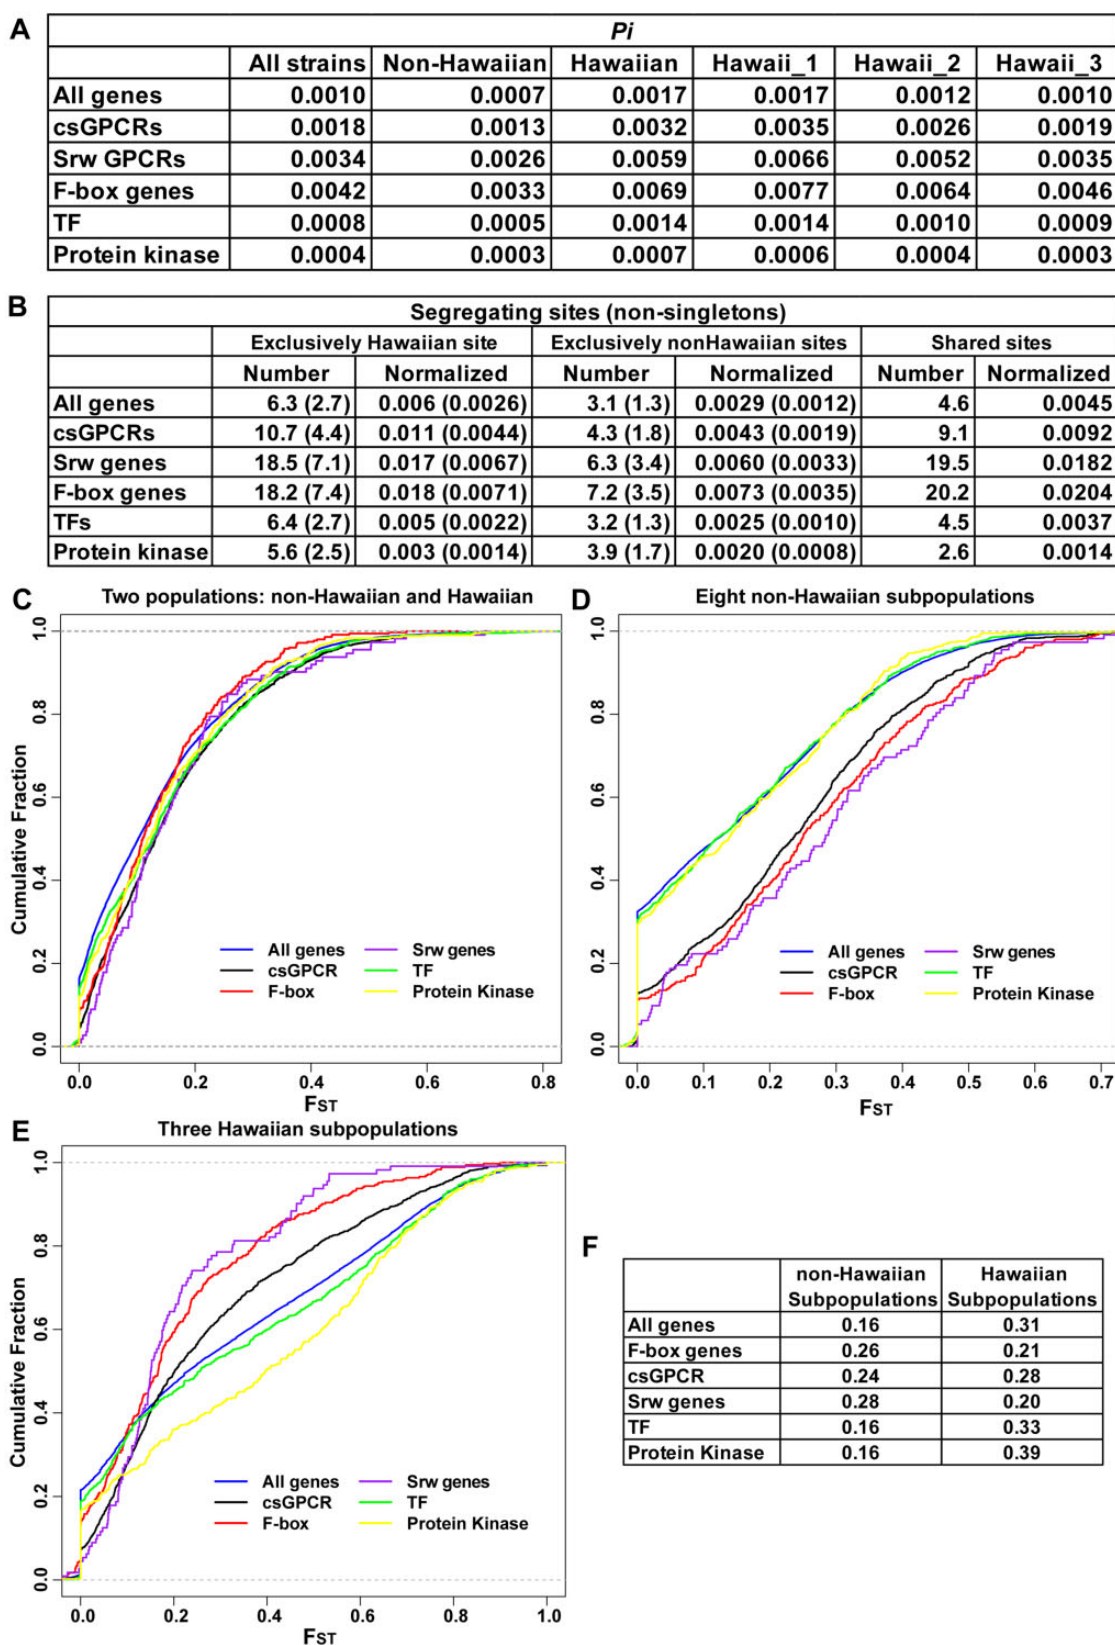 A
Pi
All strains Non-Hawaiian Hawaiian Hawaii_1 Hawaii_2 Hawaii_3
All genes 0.0010 0.0007 0.0017 0.0017 0.0012 0.0010
csGPCRs 0.0018 0.0013 0.0032 0.0035 0.0026 0.0019
Srw GPCRs 0.0034 0.0026 0.0059 0.0066 0.0052 0.0035
F-box genes 0.0042 0.0033 0.0069 0.0077 0.0064 0.0046
TF 0.0008 0.0005 0.0014 0.0014 0.0010 0.0009
Protein kinase 0.0004 0.0003 0.0007 0.0006 0.0004 0.0003
B
Segregating sites (non-singletons)
Exclusively Hawaiian site Exclusively nonHawaiian sites Shared sites
Number Normalized Number Normalized Number Normalized
All genes 6.3 (2.7) 0.006 (0.0026) 3.1 (1.3) 0.0029 (0.0012) 4.6 0.0045
csGPCRs 10.7 (4.4) 0.011 (0.0044) 4.3 (1.8) 0.0043 (0.0019) 9.1 0.0092
Srw genes 18.5 (7.1) 0.017 (0.0067) 6.3 (3.4) 0.0060 (0.0033) 19.5 0.0182
F-box genes 18.2 (7.4) 0.018 (0.0071) 7.2 (3.5) 0.0073 (0.0035) 20.2 0.0204
TFs 6.4 (2.7) 0.005 (0.0022) 3.2 (1.3) 0.0025 (0.0010) 4.5 0.0037
Protein kinase 5.6 (2.5) 0.003 (0.0014) 3.9 (1.7) 0.0020 (0.0008) 2.6 0.0014
C
Two populations: non-Hawaiian and Hawaiian
Cumulative Fraction
1.0
0.8
0.6
0.4
0.2
0.0
All genes Srw genes
csGPCR TF
F-box Protein Kinase
0.0 0.2 0.4 0.6 0.8
FST
D
Eight non-Hawaiian subpopulations
1.0
0.8
0.6
0.4
0.2
0.0
All genes Srw genes
csGPCR TF
F-box Protein Kinase
0.0 0.1 0.2 0.3 0.4 0.5 0.6 0.7
FST
E
Three Hawaiian subpopulations
Cumulative Fraction
1.0
0.8
0.6
0.4
0.2
0.0
All genes Srw genes
csGPCR TF
F-box Protein Kinase
0.0 0.2 0.4 0.6 0.8 1.0
FST
F
non-Hawaiian Hawaiian
Subpopulations Subpopulations
All genes 0.16 0.31
F-box genes 0.26 0.21
csGPCR 0.24 0.28
Srw genes 0.28 0.20
TF 0.16 0.33
Protein Kinase 0.16 0.39